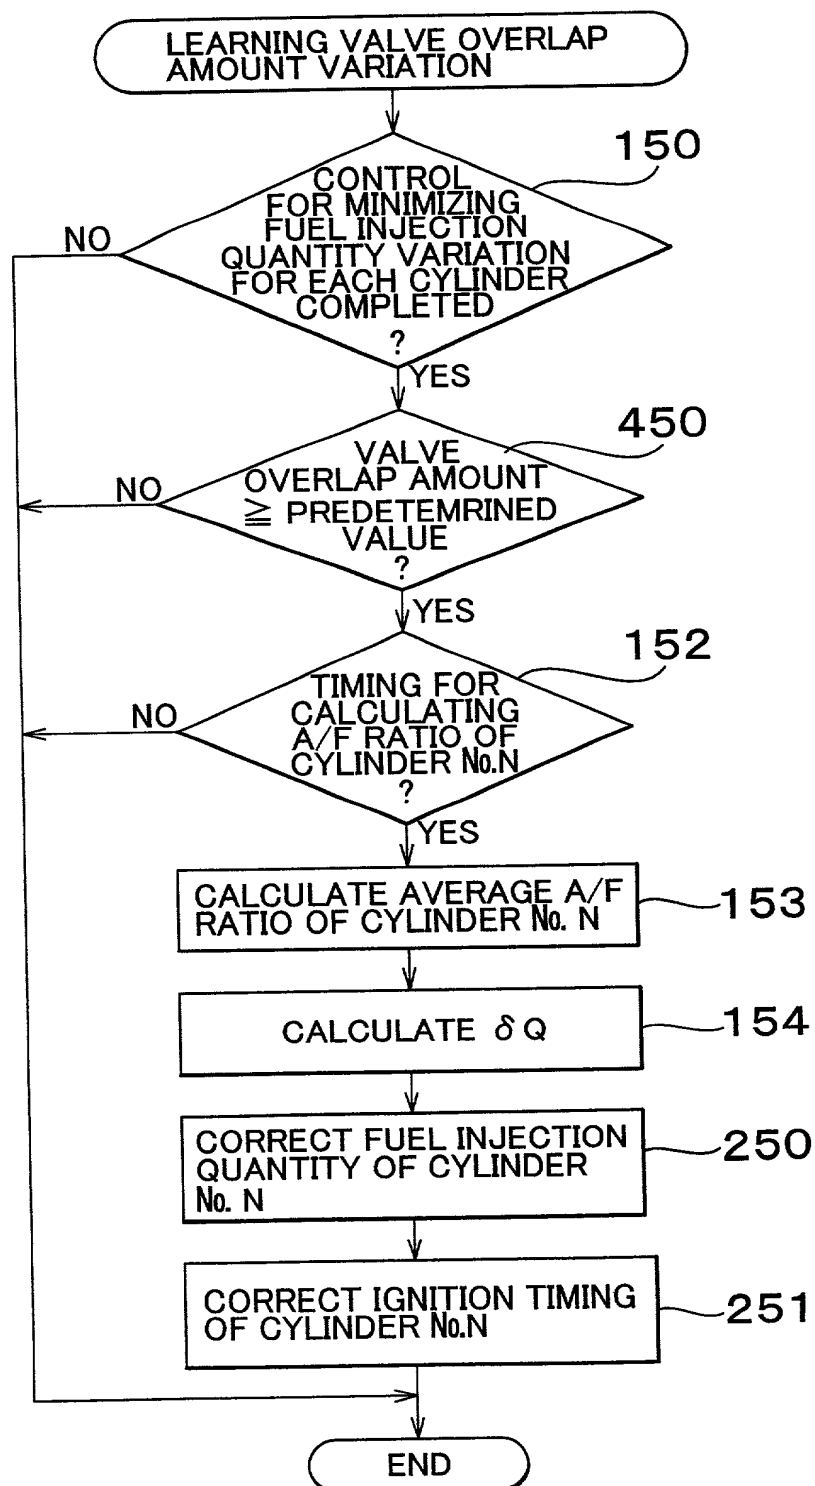 LEARNING VALVE OVERLAP
AMOUNT VARIATION
150
CONTROL
FOR MINIMIZING
FUEL INJECTION
QUANTITY VARIATION
FOR EACH CYLINDER
COMPLETED
?
NO
YES
450
VALVE
OVERLAP AMOUNT
≧ PREDETEMRINED
VALUE
?
NO
YES
152
TIMING FOR
CALCULATING
A/F RATIO OF
CYLINDER No.N
?
NO
YES
CALCULATE AVERAGE A/F
RATIO OF CYLINDER No. N
153
CALCULATE δQ
154
CORRECT FUEL INJECTION
QUANTITY OF CYLINDER
No. N
250
CORRECT IGNITION TIMING
OF CYLINDER No.N
251
END